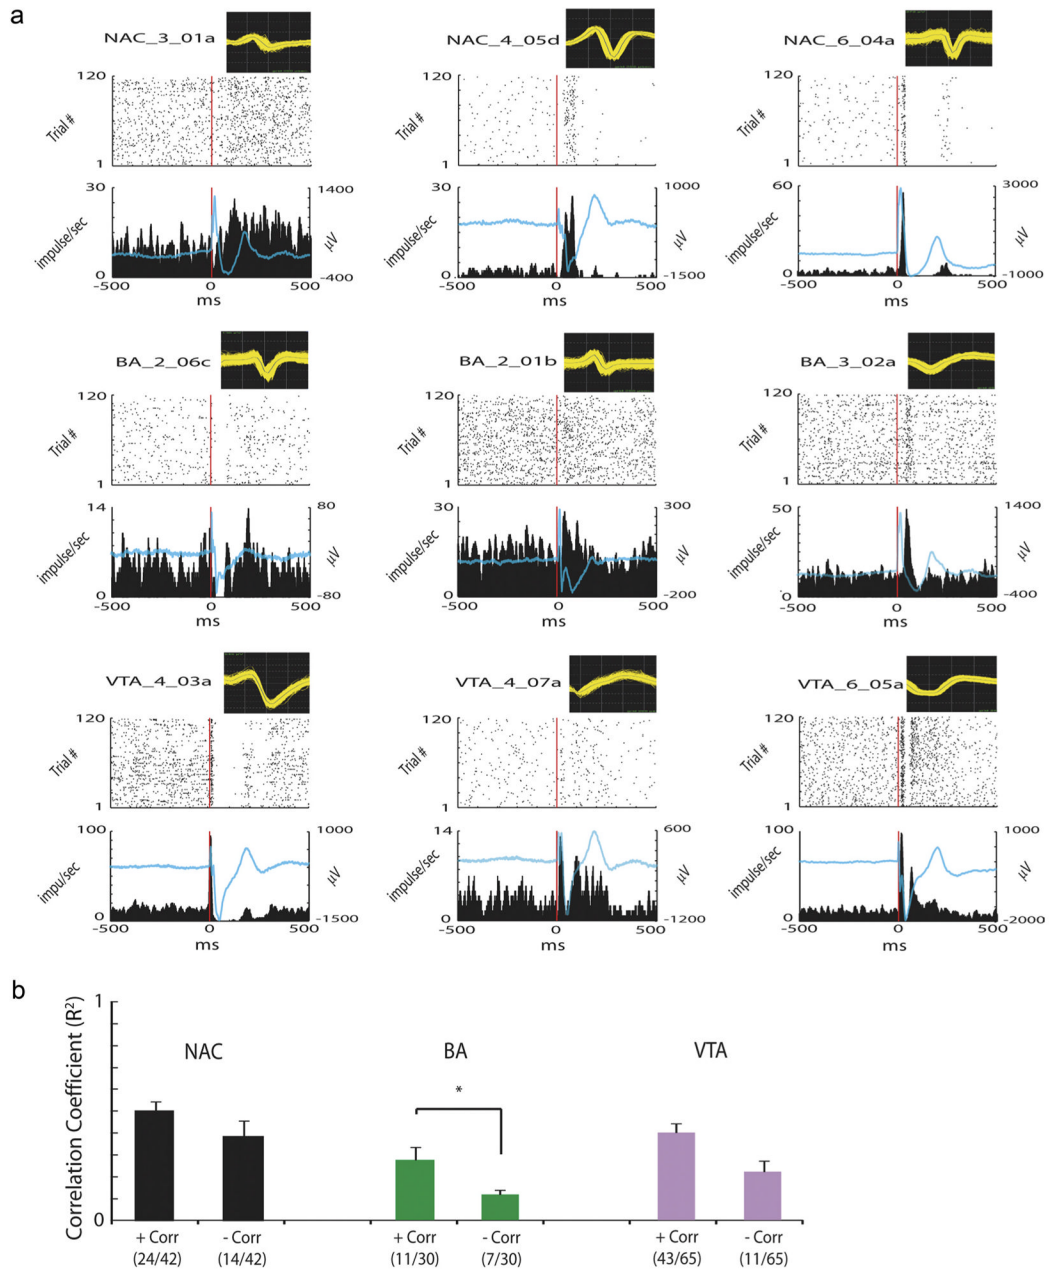 a
NAC_3_01a
NAC_4_05d
NAC_6_04a
120
Trial #
1
120
Trial #
1
120
Trial #
1
30
impulse/sec
0
1400
µV
-400
-500
0
500
ms
30
impulse/sec
0
1000
µV
-1500
-500
0
500
ms
60
impulse/sec
0
3000
µV
-1000
-500
0
500
ms
BA_2_06c
BA_2_01b
BA_3_02a
120
Trial #
1
120
Trial #
1
120
Trial #
1
14
impulse/sec
0
80
µV
-80
-500
0
500
ms
30
impulse/sec
0
300
µV
-200
-500
0
500
ms
50
impulse/sec
0
1400
µV
-400
-500
0
500
ms
VTA_4_03a
VTA_4_07a
VTA_6_05a
120
Trial #
1
120
Trial #
1
120
Trial #
1
100
impu/sec
0
1000
µV
-1500
-500
0
500
ms
14
impulse/sec
0
600
µV
-1200
-500
0
500
ms
100
impulse/sec
0
1000
µV
-2000
-500
0
500
ms
b
Correlation Coefficient (R²)
1
0
NAC
BA
VTA
*
+ Corr
(24/42)
- Corr
(14/42)
+ Corr
(11/30)
- Corr
(7/30)
+ Corr
(43/65)
- Corr
(11/65)